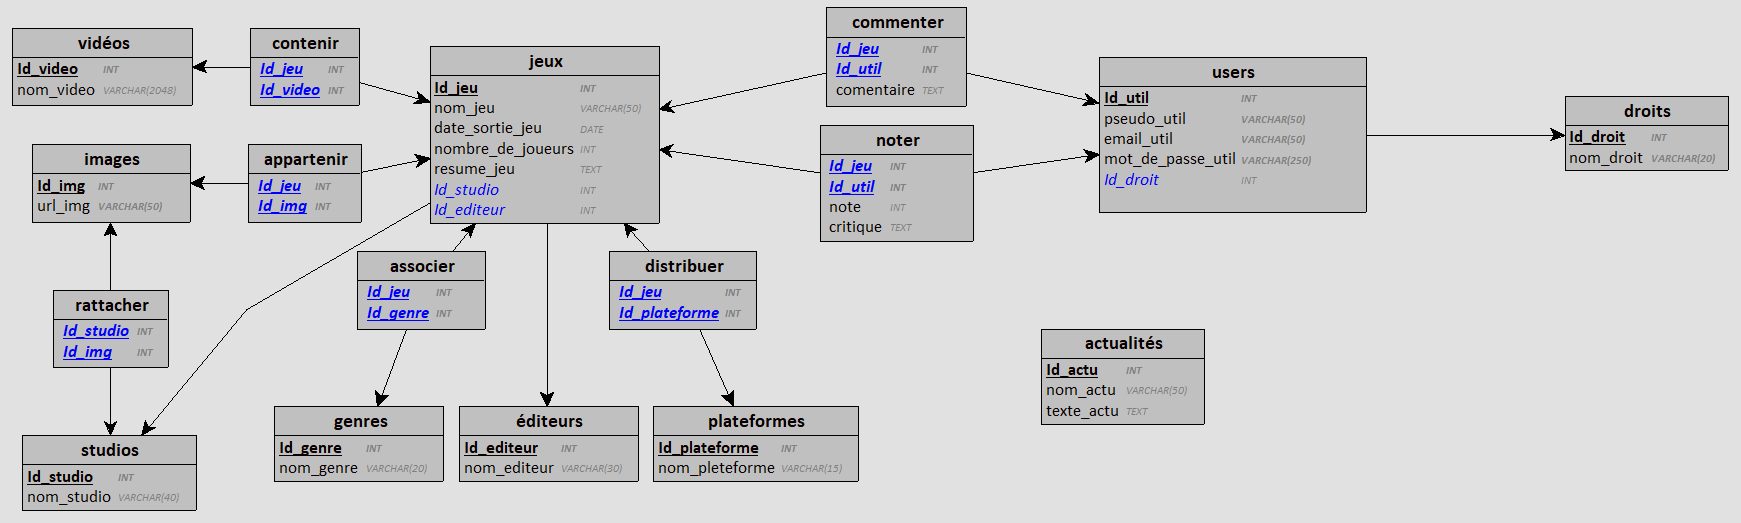 vidéos
Id_video INT
nom_video VARCHAR(2048)
contenir
Id_jeu INT
Id_video INT
jeux
Id_jeu INT
nom_jeu VARCHAR(50)
date_sortie_jeu DATE
nombre_de_joueurs INT
resume_jeu TEXT
Id_studio INT
Id_editeur INT
commenter
Id_jeu INT
Id_util INT
comentaire TEXT
users
Id_util INT
pseudo_util VARCHAR(50)
email_util VARCHAR(50)
mot_de_passe_util VARCHAR(250)
Id_droit INT
droits
Id_droit INT
nom_droit VARCHAR(20)
images
Id_img INT
url_img VARCHAR(50)
appartenir
Id_jeu INT
Id_img INT
noter
Id_jeu INT
Id_util INT
note INT
critique TEXT
rattacher
Id_studio INT
Id_img INT
associer
Id_jeu INT
Id_genre INT
distribuer
Id_jeu INT
Id_plateforme INT
actualités
Id_actu INT
nom_actu VARCHAR(50)
texte_actu TEXT
studios
Id_studio INT
nom_studio VARCHAR(40)
genres
Id_genre INT
nom_genre VARCHAR(20)
éditeurs
Id_editeur INT
nom_editeur VARCHAR(30)
plateformes
Id_plateforme INT
nom_pleteforme VARCHAR(15)